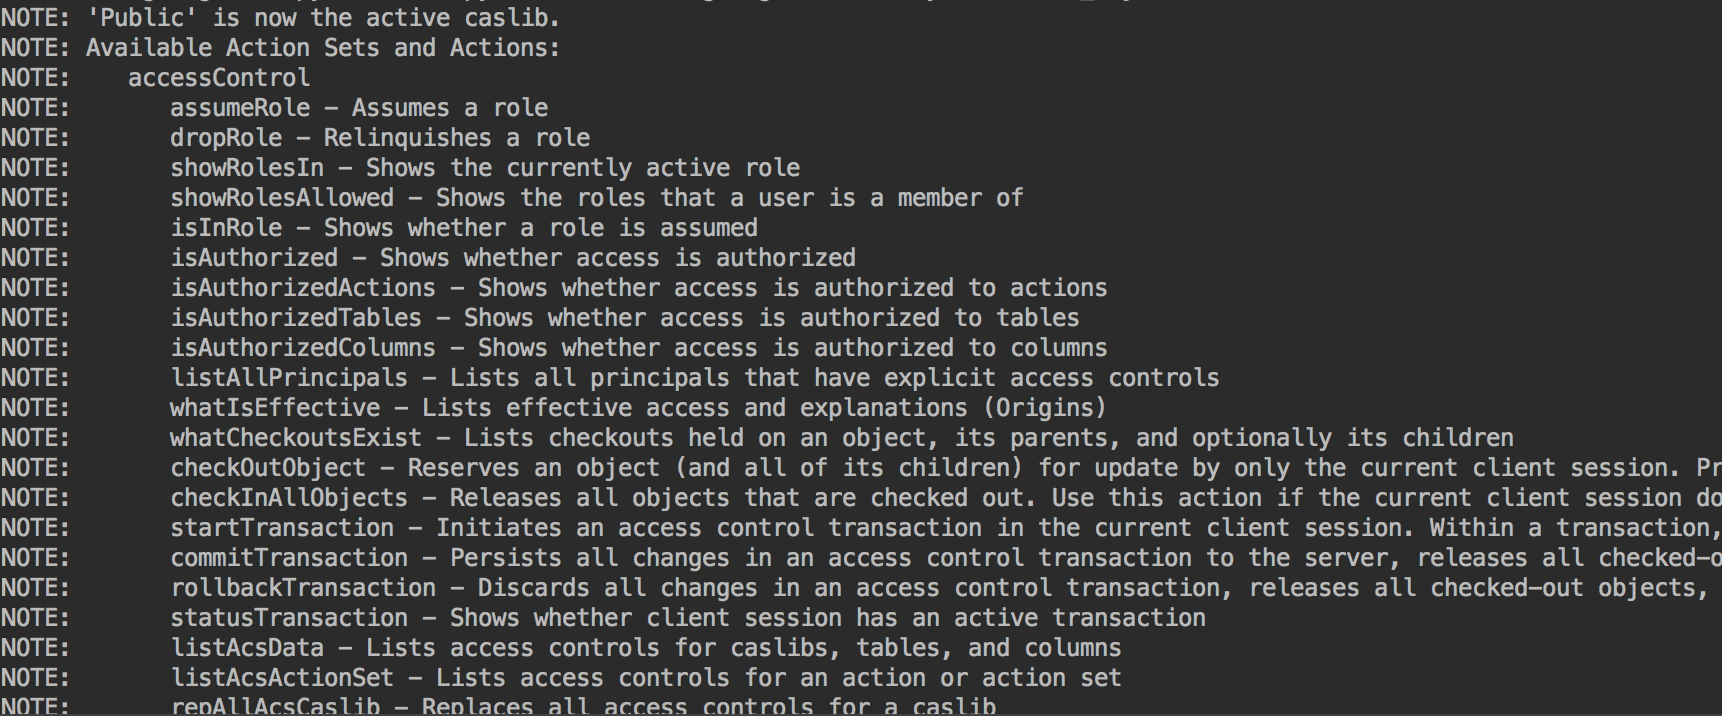 NOTE: 'Public' is now the active caslib.
NOTE: Available Action Sets and Actions:
NOTE:    accessControl
NOTE:       assumeRole – Assumes a role
NOTE:       dropRole – Relinquishes a role
NOTE:       showRolesIn – Shows the currently active role
NOTE:       showRolesAllowed – Shows the roles that a user is a member of
NOTE:       isInRole – Shows whether a role is assumed
NOTE:       isAuthorized – Shows whether access is authorized
NOTE:       isAuthorizedActions – Shows whether access is authorized to actions
NOTE:       isAuthorizedTables – Shows whether access is authorized to tables
NOTE:       isAuthorizedColumns – Shows whether access is authorized to columns
NOTE:       listAllPrincipals – Lists all principals that have explicit access controls
NOTE:       whatIsEffective – Lists effective access and explanations (Origins)
NOTE:       whatCheckoutsExist – Lists checkouts held on an object, its parents, and optionally its children
NOTE:       checkOutObject – Reserves an object (and all of its children) for update by only the current client session. Pr
NOTE:       checkInAllObjects – Releases all objects that are checked out. Use this action if the current client session do
NOTE:       startTransaction – Initiates an access control transaction in the current client session. Within a transaction,
NOTE:       commitTransaction – Persists all changes in an access control transaction to the server, releases all checked–o
NOTE:       rollbackTransaction – Discards all changes in an access control transaction, releases all checked–out objects,
NOTE:       statusTransaction – Shows whether client session has an active transaction
NOTE:       listAcsData – Lists access controls for caslibs, tables, and columns
NOTE:       listAcsActionSet – Lists access controls for an action or action set
NOTE:       repAllAcsCaslib – Replaces all access controls for a caslib